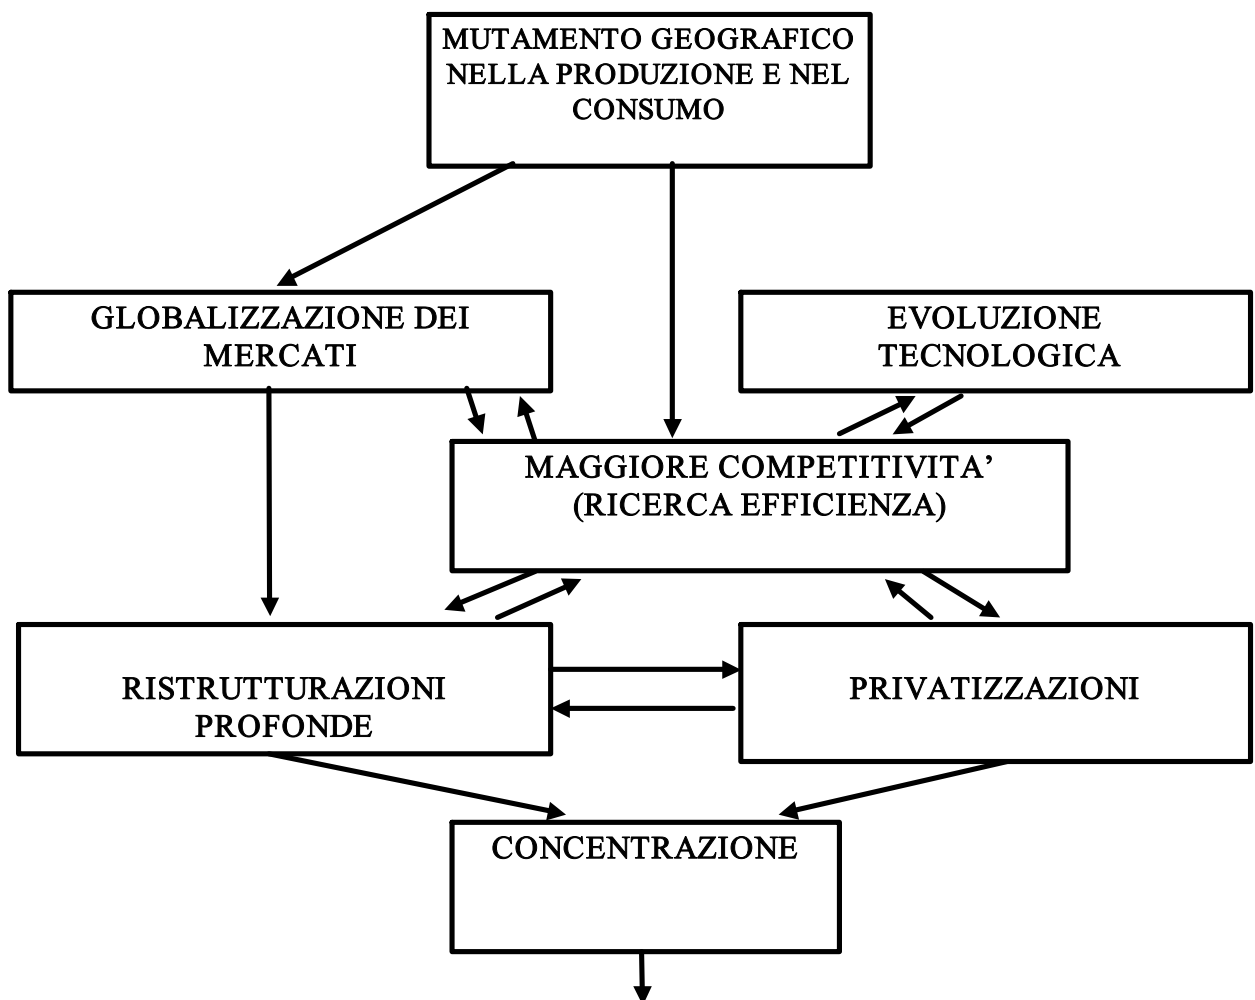 MUTAMENTO GEOGRAFICO
NELLA PRODUZIONE E NEL
CONSUMO
GLOBALIZZAZIONE DEI
MERCATI
EVOLUZIONE
TECNOLOGICA
MAGGIORE COMPETITIVITA’
(RICERCA EFFICIENZA)
RISTRUTTURAZIONI
PROFONDE
PRIVATIZZAZIONI
CONCENTRAZIONE